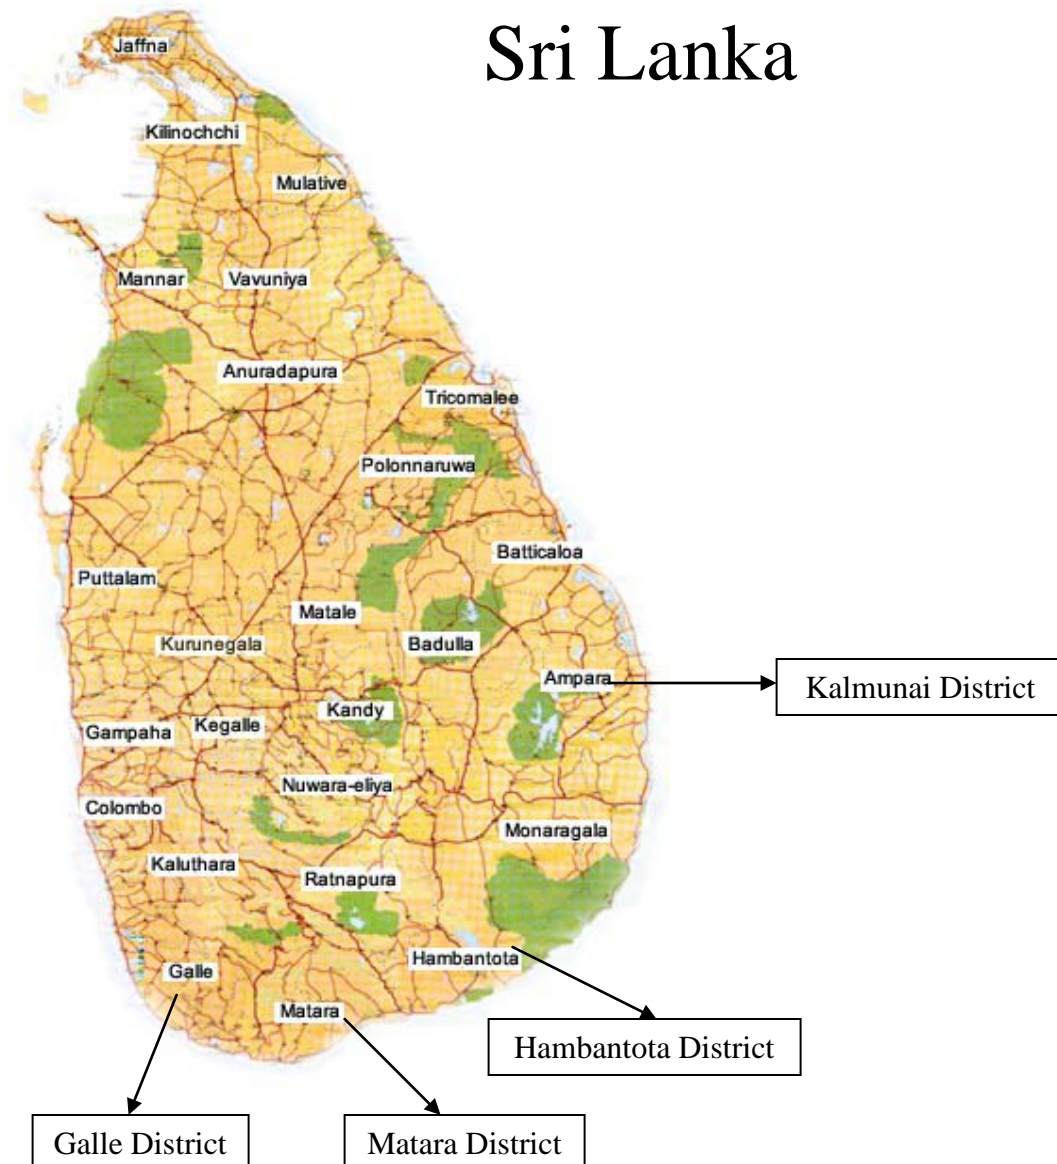 Sri Lanka
Jaffna
Kilinochchi
Mulative
Mannar
Vavuniya
Anuradapura
Tricomalee
Polonnaruwa
Batticaloa
Puttalam
Matale
Kurunegala
Badulla
Ampara
Kalmunai District
Kandy
Kegalle
Gampaha
Nuwara-eliya
Colombo
Monaragala
Kaluthara
Ratnapura
Hambantota
Galle
Matara
Hambantota District
Galle District
Matara District